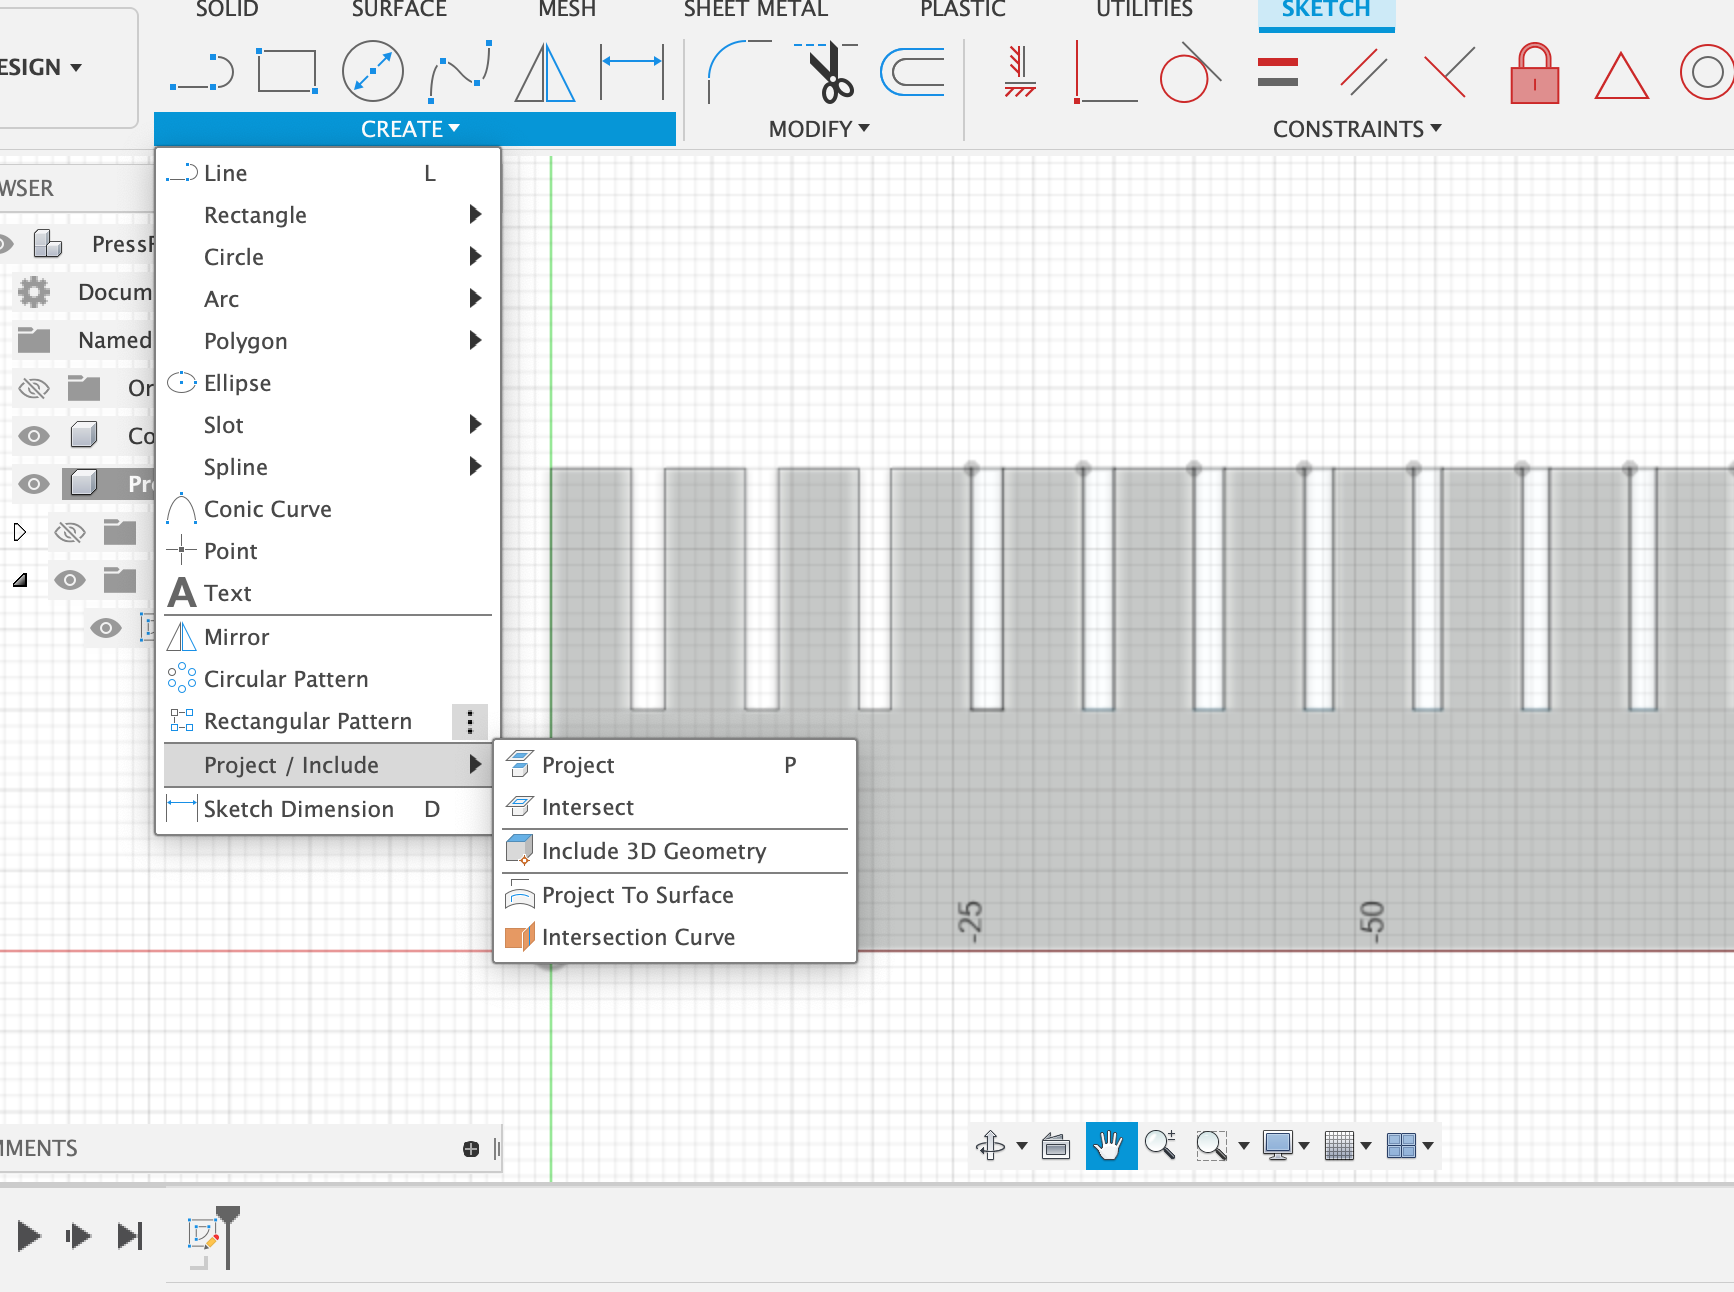 SOLID SURFACE MESH SHEET METAL PLASTIC UTILITIES SKETCH
ESIGN
CREATE MODIFY CONSTRAINTS
WSER
PressF
Docum
Named
Or
Co
Pre
Line L
Rectangle
Circle
Arc
Polygon
Ellipse
Slot
Spline
Conic Curve
Point
A Text
Mirror
Circular Pattern
Rectangular Pattern
Project / Include
Sketch Dimension D
Project P
Intersect
Include 3D Geometry
Project To Surface
Intersection Curve
-25
-50
MMENTS